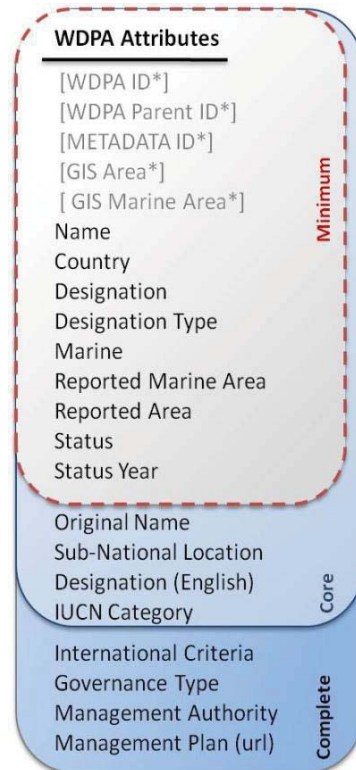 WDPA Attributes
[WDPA ID*]
[WDPA Parent ID*]
[METADATA ID*]
[GIS Area*]
[ GIS Marine Area*]
Name
Country
Designation
Designation Type
Marine
Reported Marine Area
Reported Area
Status
Status Year
Minimum
Original Name
Sub-National Location
Designation (English)
IUCN Category
Core
International Criteria
Governance Type
Management Authority
Management Plan (url)
Complete